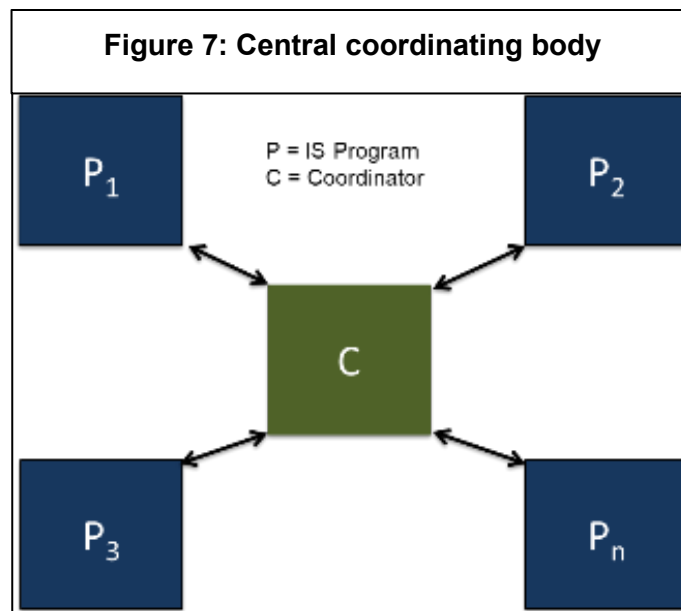 Figure 7: Central coordinating body
P = IS Program
C = Coordinator
P₁
P₂
C
P₃
Pₙ